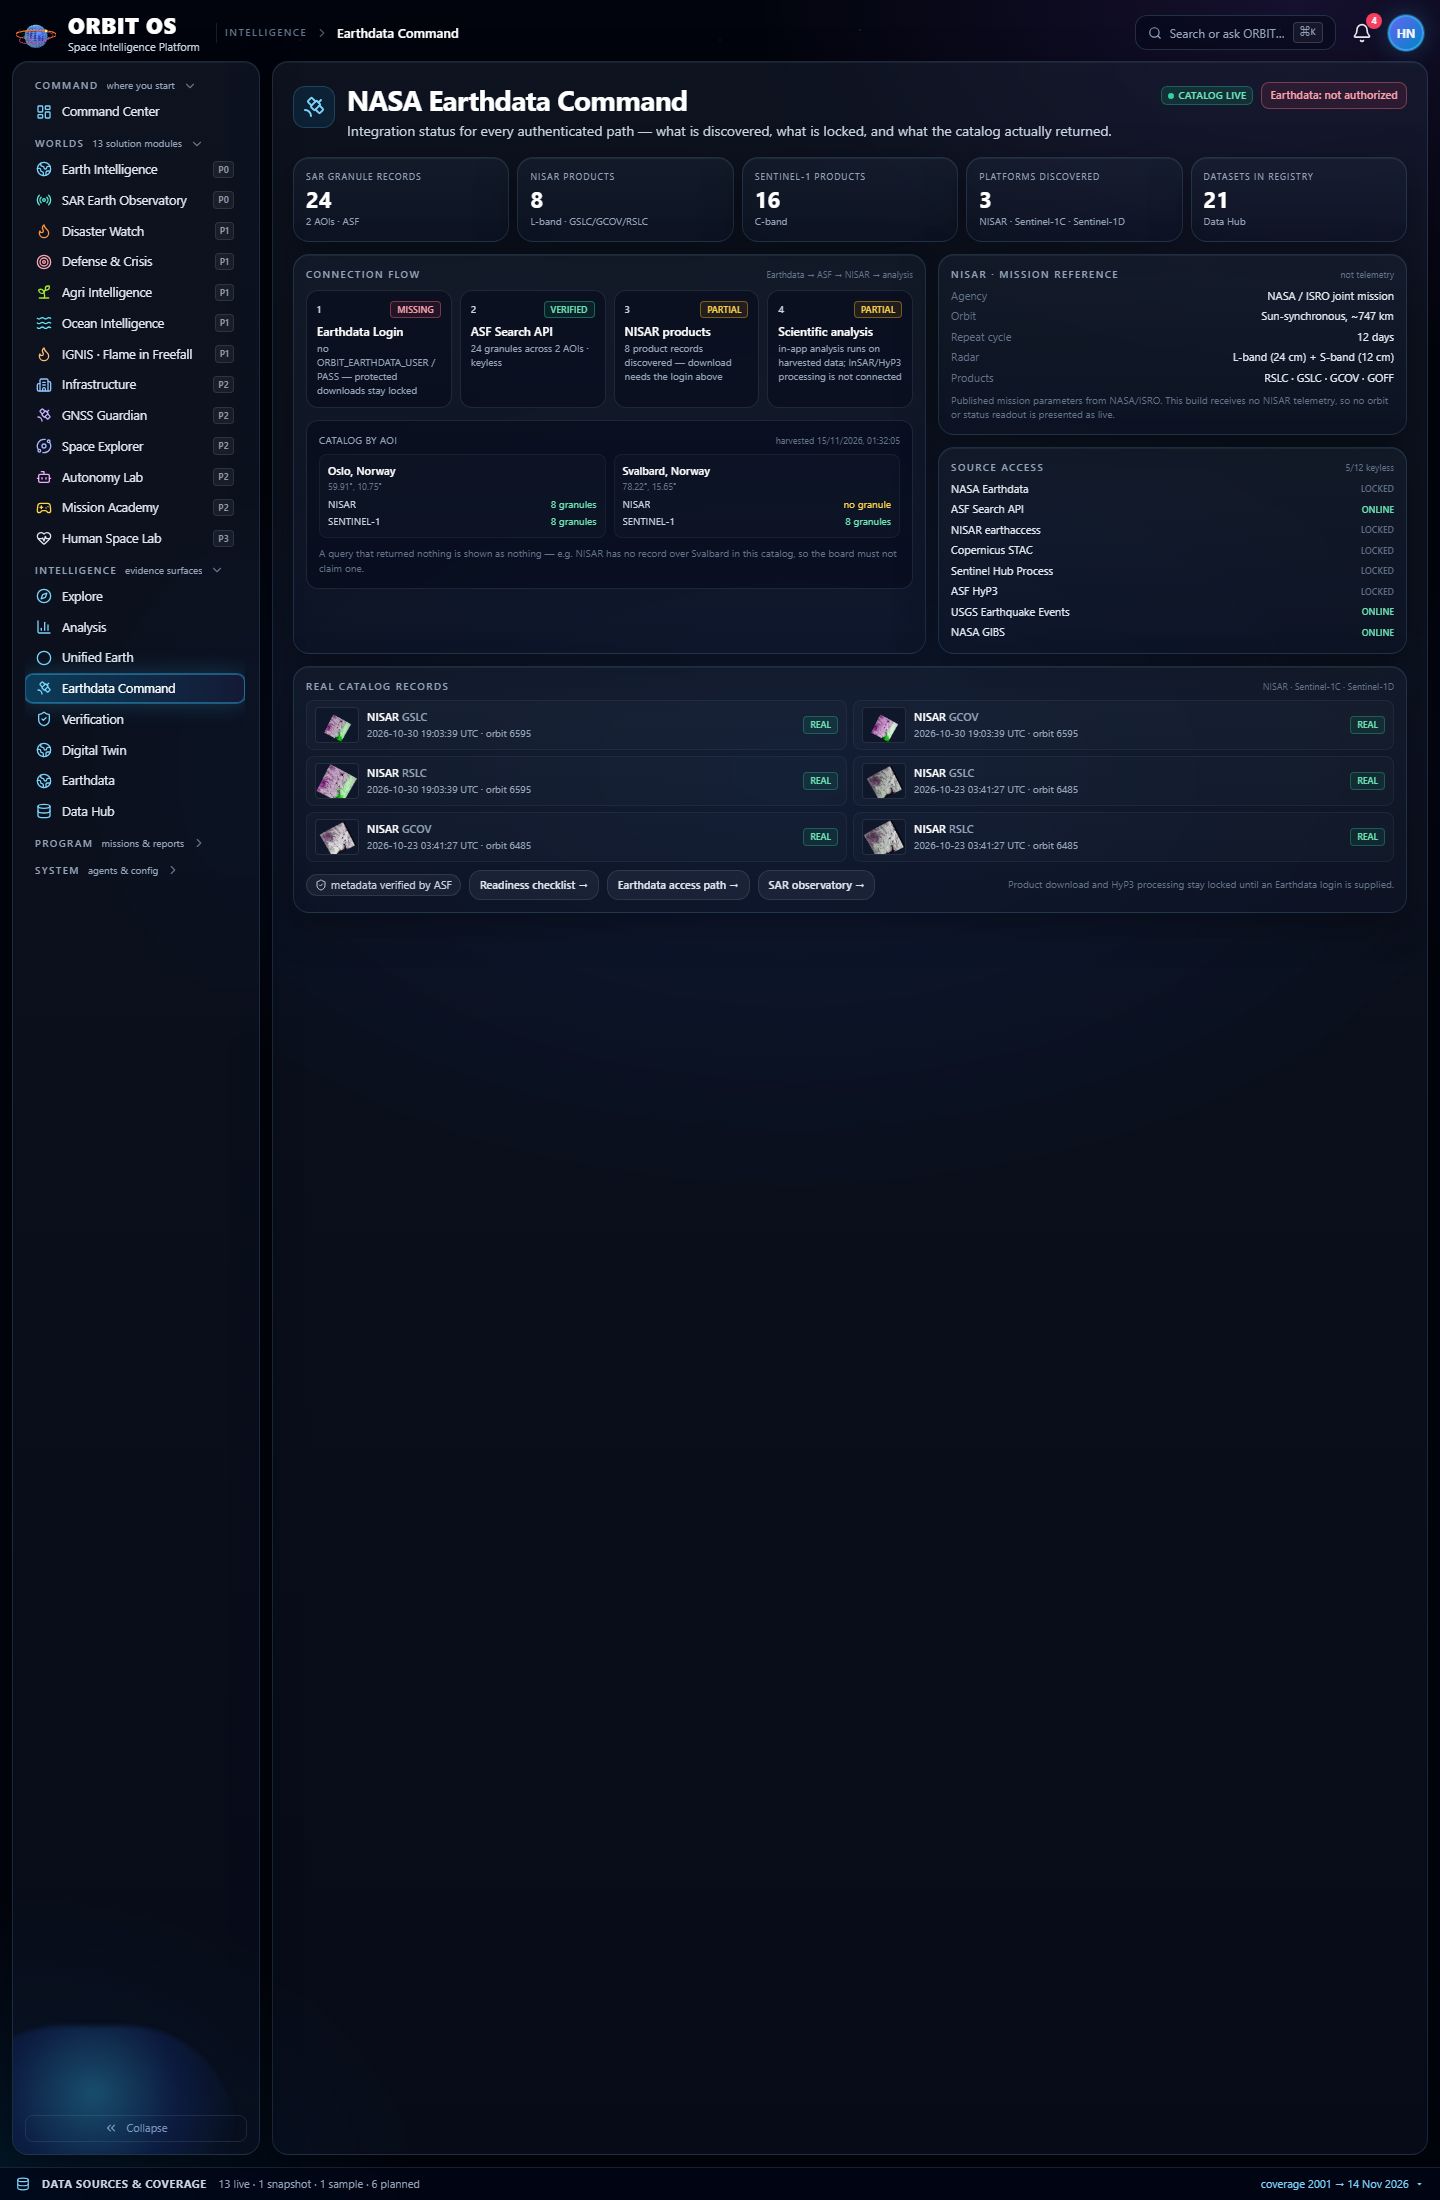 ORBIT OS
Space Intelligence Platform
INTELLIGENCE > Earthdata Command
Search or ask ORBIT... ⌘K
4
HN
COMMAND where you start
Command Center
WORLDS 13 solution modules
Earth Intelligence P0
SAR Earth Observatory P0
Disaster Watch P1
Defense & Crisis P1
Agri Intelligence P1
Ocean Intelligence P1
IGNIS · Flame in Freefall P1
Infrastructure P2
GNSS Guardian P2
Space Explorer P2
Autonomy Lab P2
Mission Academy P2
Human Space Lab P3
INTELLIGENCE evidence surfaces
Explore
Analysis
Unified Earth
Earthdata Command
Verification
Digital Twin
Earthdata
Data Hub
PROGRAM missions & reports
SYSTEM agents & config
Collapse
NASA Earthdata Command
Integration status for every authenticated path — what is discovered, what is locked, and what the catalog actually returned.
CATALOG LIVE
Earthdata: not authorized
SAR GRANULE RECORDS
24
2 AOIs · ASF
NISAR PRODUCTS
8
L-band · GSLC/GCOV/RSLC
SENTINEL-1 PRODUCTS
16
C-band
PLATFORMS DISCOVERED
3
NISAR · Sentinel-1C · Sentinel-1D
DATASETS IN REGISTRY
21
Data Hub
CONNECTION FLOW
Earthdata → ASF → NISAR → analysis
1 MISSING
Earthdata Login
no
ORBIT_EARTHDATA_USER /
PASS — protected
downloads stay locked
2 VERIFIED
ASF Search API
24 granules across 2 AOIs ·
keyless
3 PARTIAL
NISAR products
8 product records
discovered — download
needs the login above
4 PARTIAL
Scientific analysis
in-app analysis runs on
harvested data; InSAR/HyP3
processing is not connected
CATALOG BY AOI
harvested 15/11/2026, 01:32:05
Oslo, Norway
59.91°, 10.75°
NISAR 8 granules
SENTINEL-1 8 granules
Svalbard, Norway
78.22°, 15.65°
NISAR no granule
SENTINEL-1 8 granules
A query that returned nothing is shown as nothing — e.g. NISAR has no record over Svalbard in this catalog, so the board must not
claim one.
NISAR · MISSION REFERENCE
not telemetry
Agency NASA / ISRO joint mission
Orbit Sun-synchronous, ~747 km
Repeat cycle 12 days
Radar L-band (24 cm) + S-band (12 cm)
Products RSLC · GSLC · GCOV · GOFF
Published mission parameters from NASA/ISRO. This build receives no NISAR telemetry, so no orbit
or status readout is presented as live.
SOURCE ACCESS
5/12 keyless
NASA Earthdata LOCKED
ASF Search API ONLINE
NISAR earthaccess LOCKED
Copernicus STAC LOCKED
Sentinel Hub Process LOCKED
ASF HyP3 LOCKED
USGS Earthquake Events ONLINE
NASA GIBS ONLINE
REAL CATALOG RECORDS
NISAR · Sentinel-1C · Sentinel-1D
NISAR GSLC
2026-10-30 19:03:39 UTC · orbit 6595
REAL
NISAR GCOV
2026-10-30 19:03:39 UTC · orbit 6595
REAL
NISAR RSLC
2026-10-30 19:03:39 UTC · orbit 6595
REAL
NISAR GSLC
2026-10-23 03:41:27 UTC · orbit 6485
REAL
NISAR GCOV
2026-10-23 03:41:27 UTC · orbit 6485
REAL
NISAR RSLC
2026-10-23 03:41:27 UTC · orbit 6485
REAL
metadata verified by ASF
Readiness checklist →
Earthdata access path →
SAR observatory →
Product download and HyP3 processing stay locked until an Earthdata login is supplied.
DATA SOURCES & COVERAGE 13 live · 1 snapshot · 1 sample · 6 planned
coverage 2001 → 14 Nov 2026